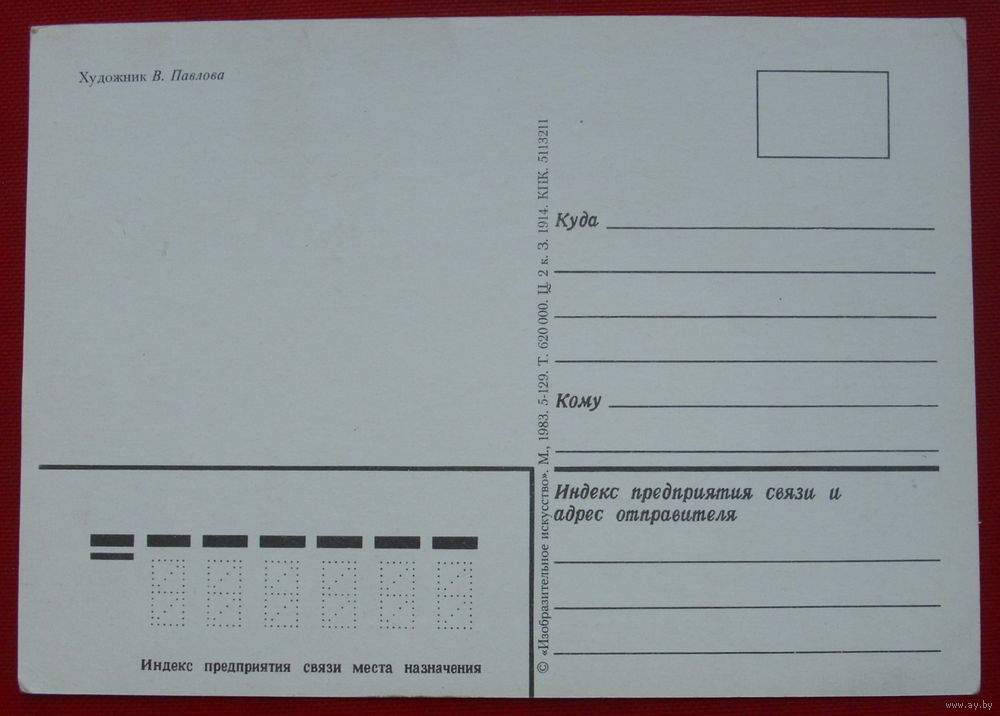 Художник В. Павлова
© «Изобразительное искусство». М., 1983. 5-129. Т. 620 000. Ц. 2 к. З. 1914. КПК. 5113211
Куда
Кому
Индекс предприятия связи и
адрес отправителя
Индекс предприятия связи места назначения
www.ay.by